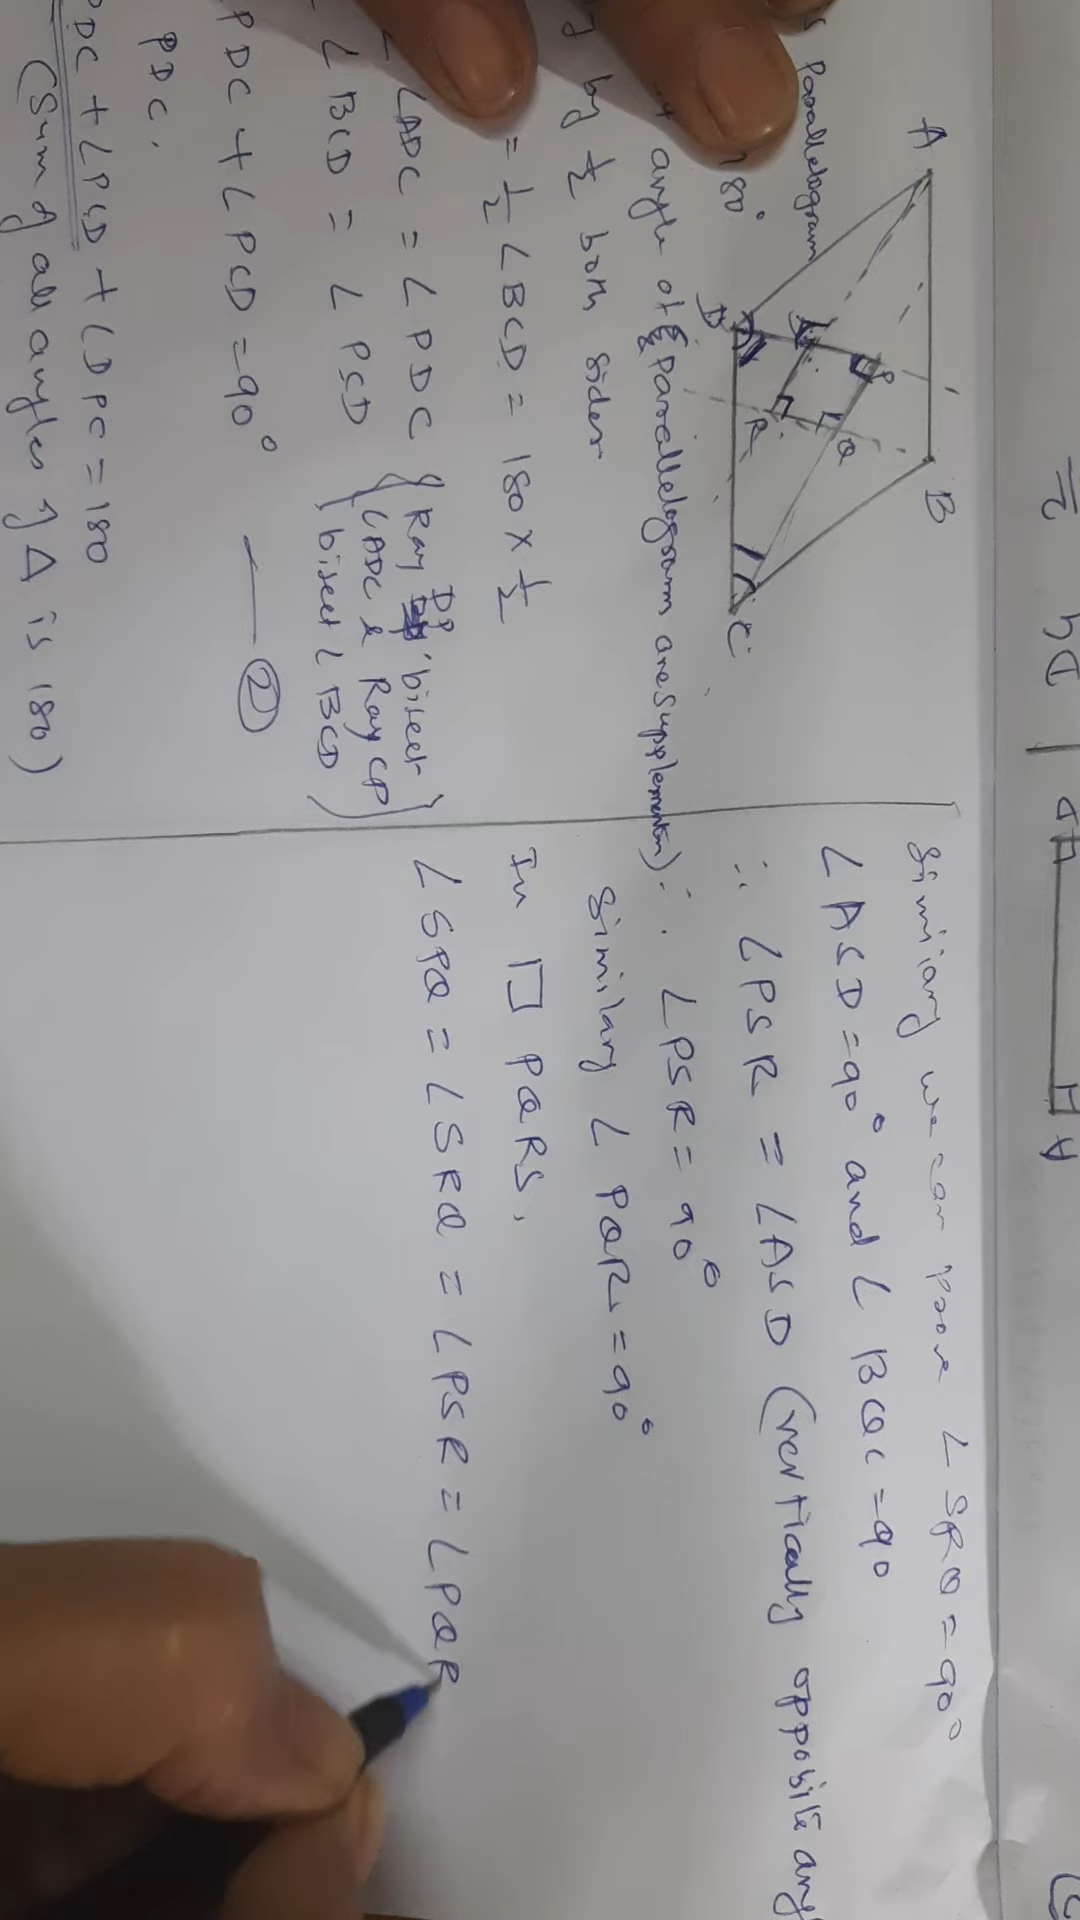 Parallelogram
180°
angle of parallelogram are supplementary)
by ½ both sides
= ½ ∠BCD = 180 × ½
∠ADC = ∠PDC { Ray DP bisect
∠BCD = ∠PCD ∠ADC & Ray CP
bisect ∠BCD)
PDC + ∠PCD = 90° — ②
PDC.
PDC + ∠PCD + ∠DPC = 180
(Sum of all angles of Δ is 180)
A
B
C
D
P
Q
R
Similary we can prove ∠SRQ = 90°
∠ASD = 90° and ∠BQC = 90
∴ ∠PSR = ∠ASD (vertically opposite
∴ ∠PSR = 90°
Similary ∠PQR = 90°
In □ PQRS,
∠SPQ = ∠SRQ = ∠PSR = ∠PQR